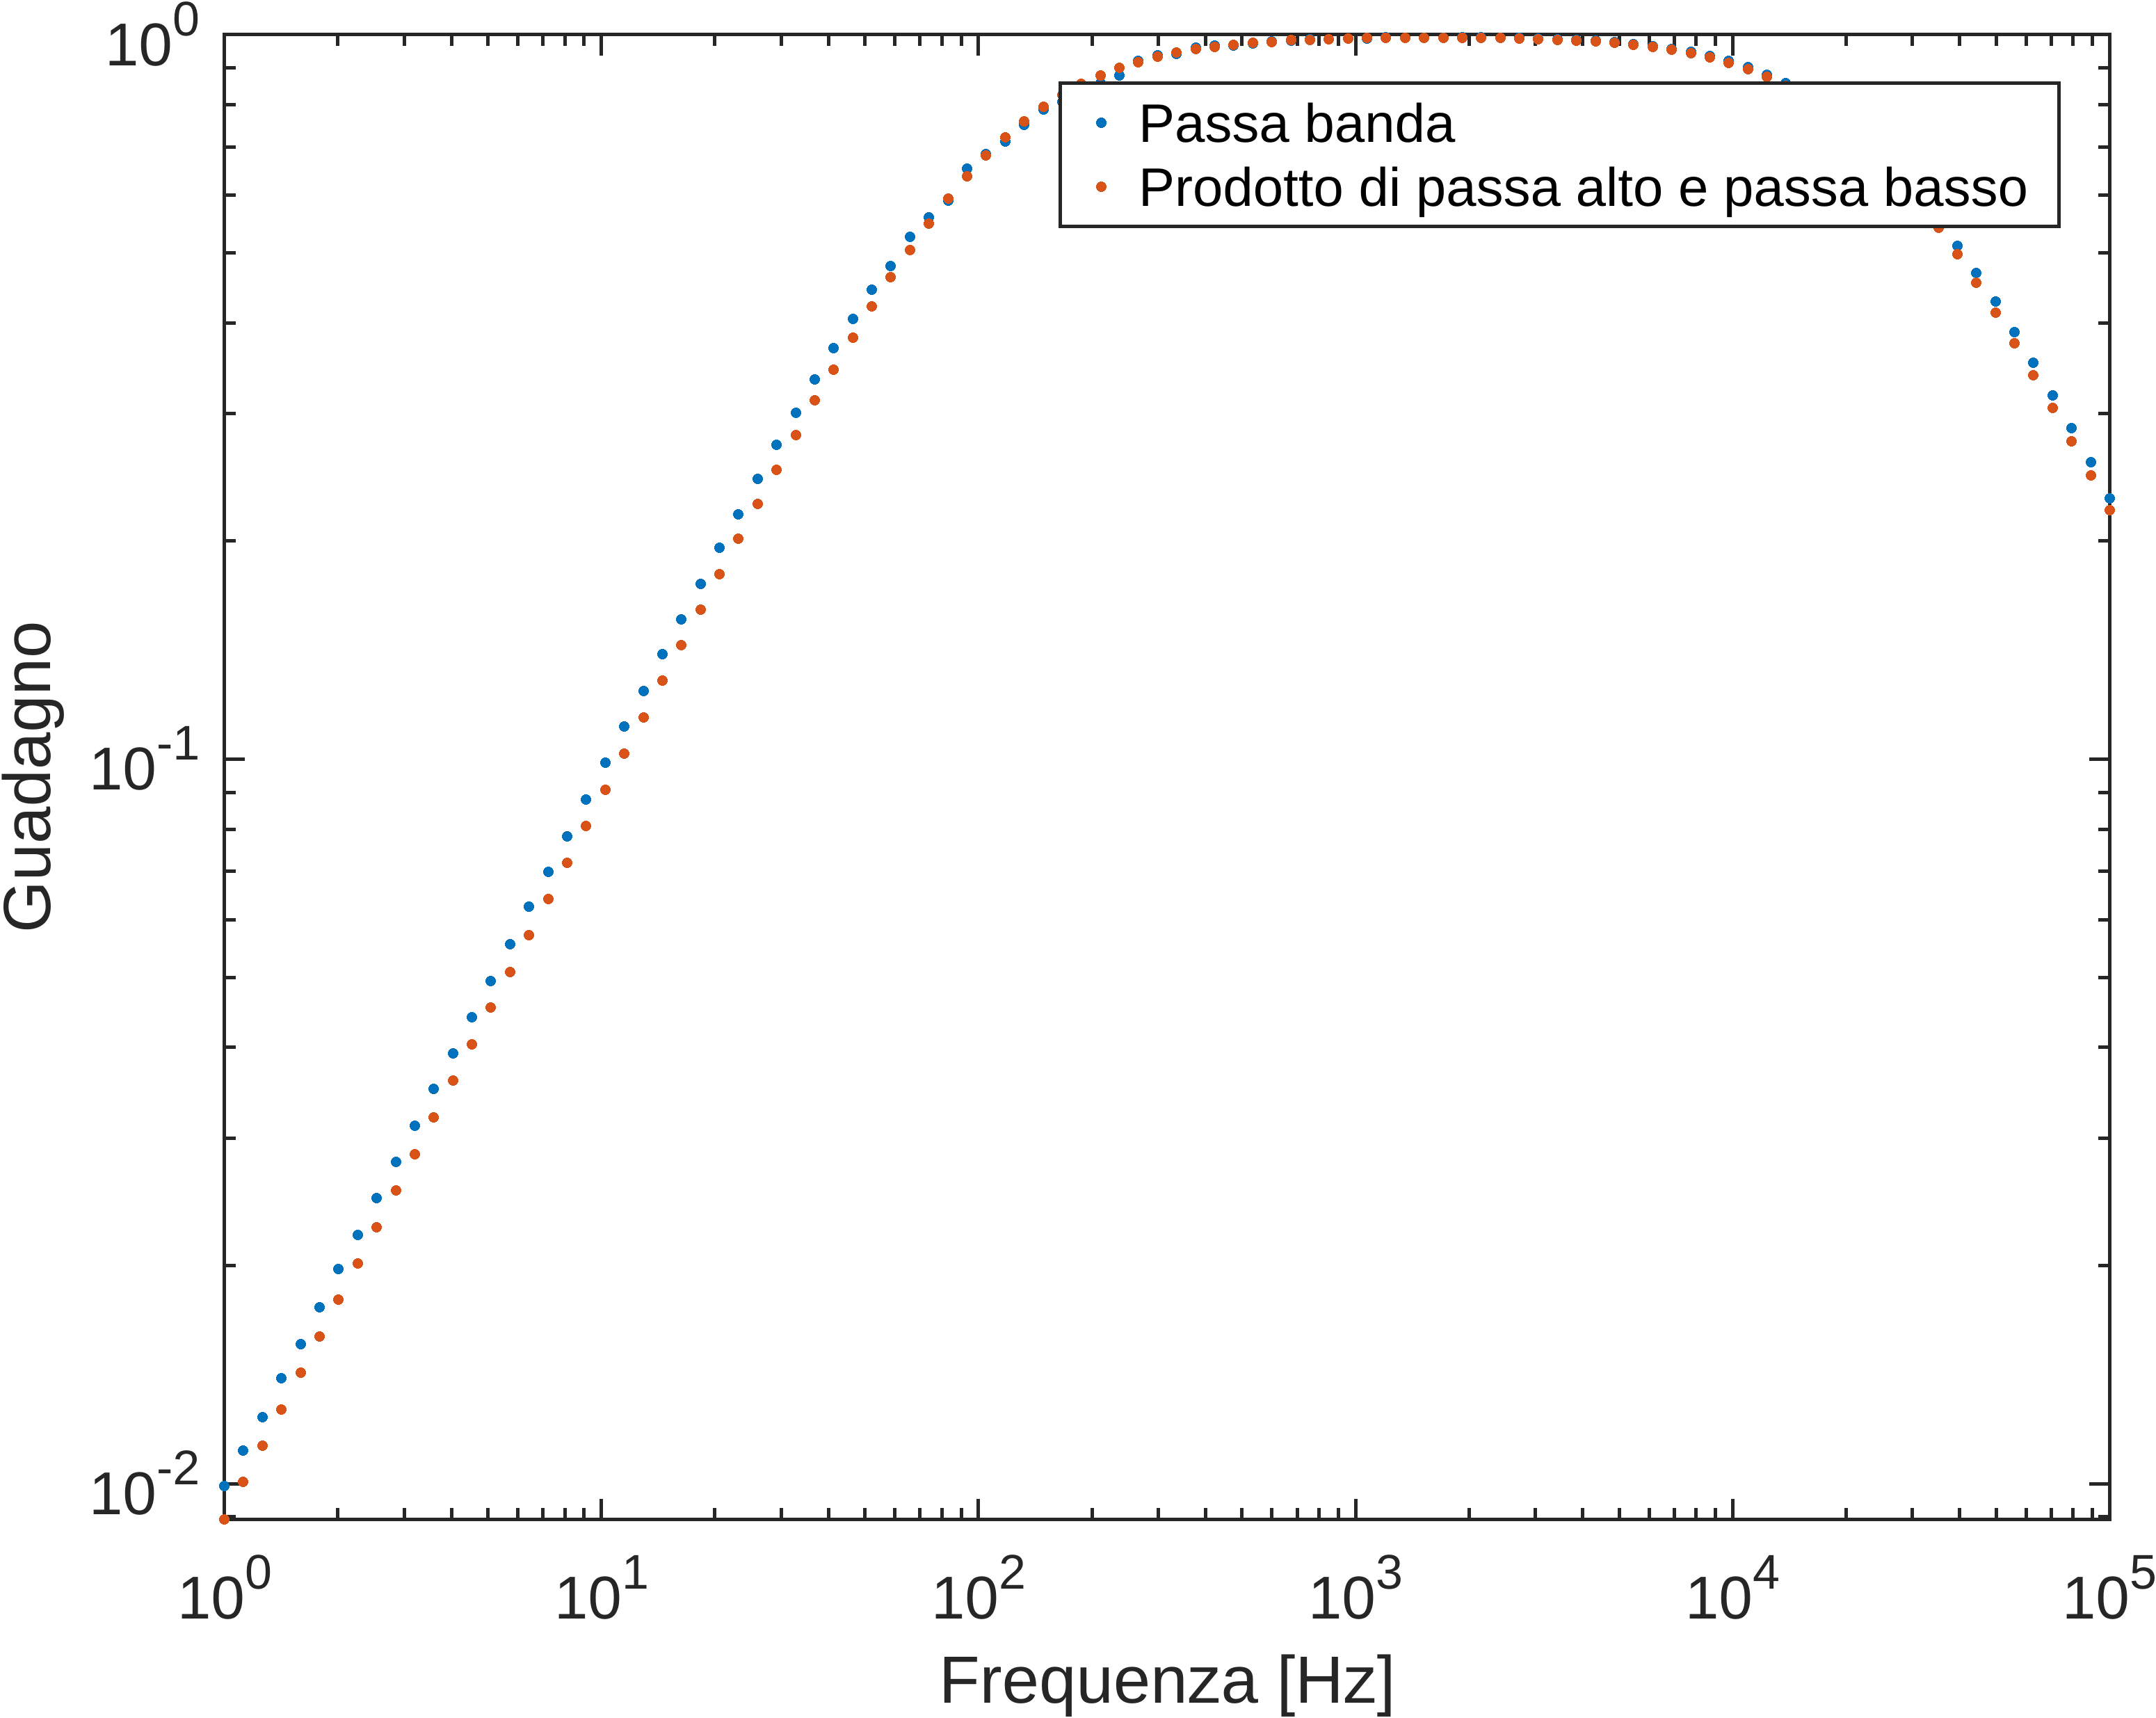 10^0
Passa banda
Prodotto di passa alto e passa basso
Guadagno
10^-1
10^-2
10^0 10^1 10^2 10^3 10^4 10^5
Frequenza [Hz]